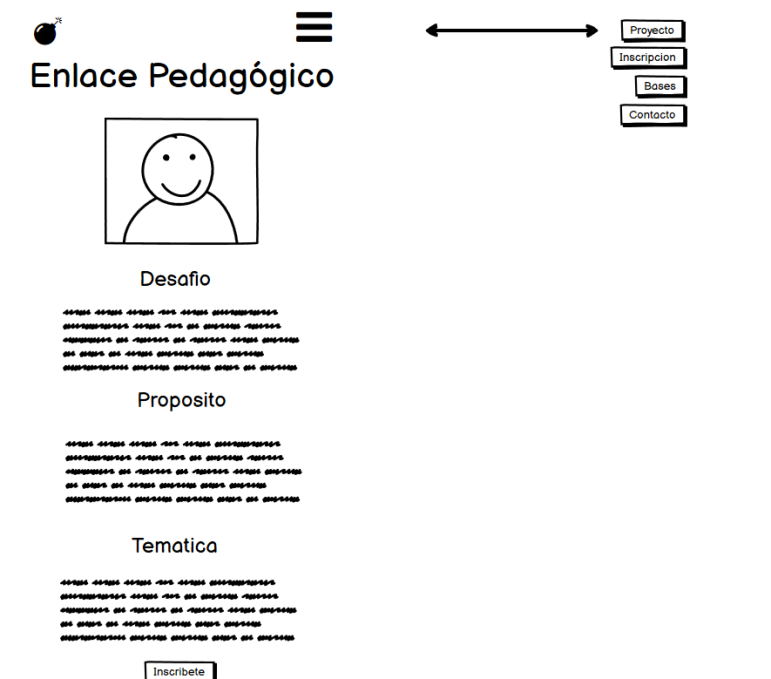 Proyecto
Inscripcion
Bases
Contacto
Enlace Pedagógico
Desafio
Proposito
Tematica
Inscribete